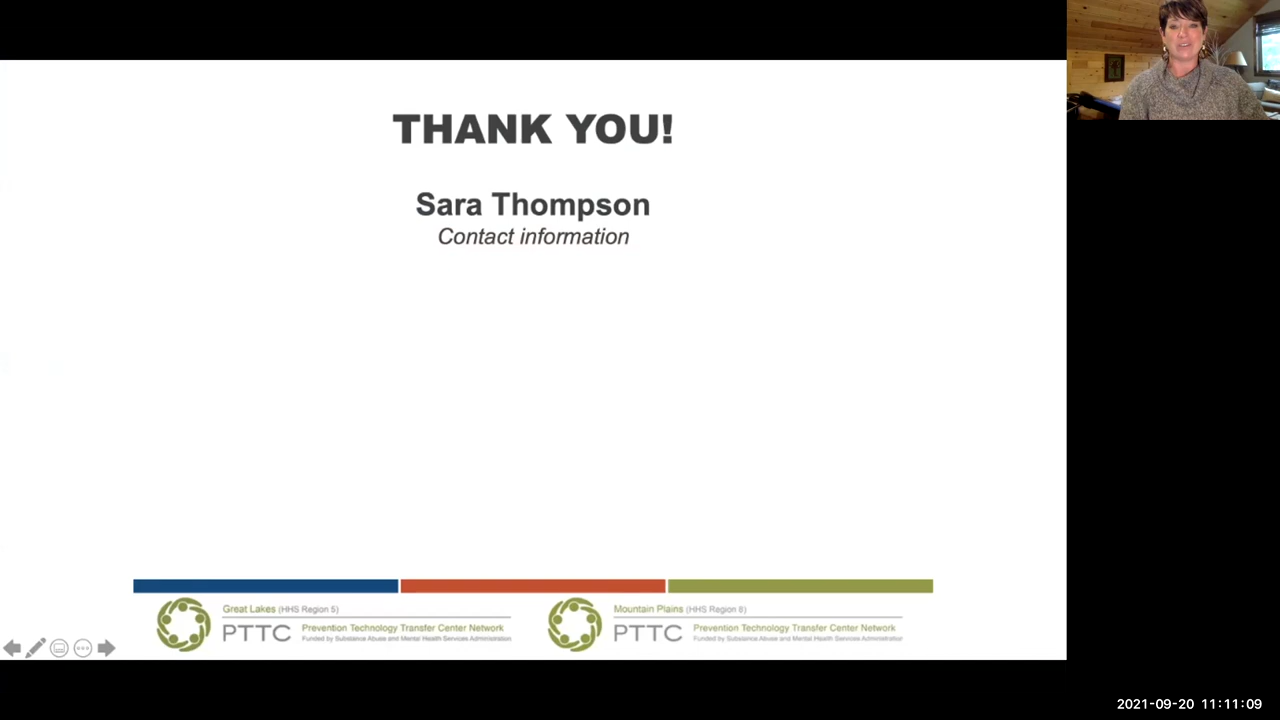 THANK YOU!
Sara Thompson
Contact information
Great Lakes (HHS Region 5)
PTTC
Prevention Technology Transfer Center Network
Funded by Substance Abuse and Mental Health Services Administration
Mountain Plains (HHS Region 8)
PTTC
Prevention Technology Transfer Center Network
Funded by Substance Abuse and Mental Health Services Administration
2021-09-20 11:11:09